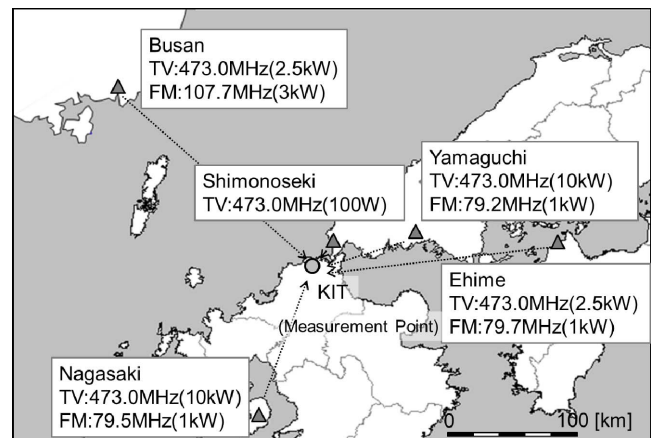 Busan
TV:473.0MHz(2.5kW)
FM:107.7MHz(3kW)
Shimonoseki
TV:473.0MHz(100W)
Yamaguchi
TV:473.0MHz(10kW)
FM:79.2MHz(1kW)
KIT
(Measurement Point)
Ehime
TV:473.0MHz(2.5kW)
FM:79.7MHz(1kW)
Nagasaki
TV:473.0MHz(10kW)
FM:79.5MHz(1kW)
0 100 [km]